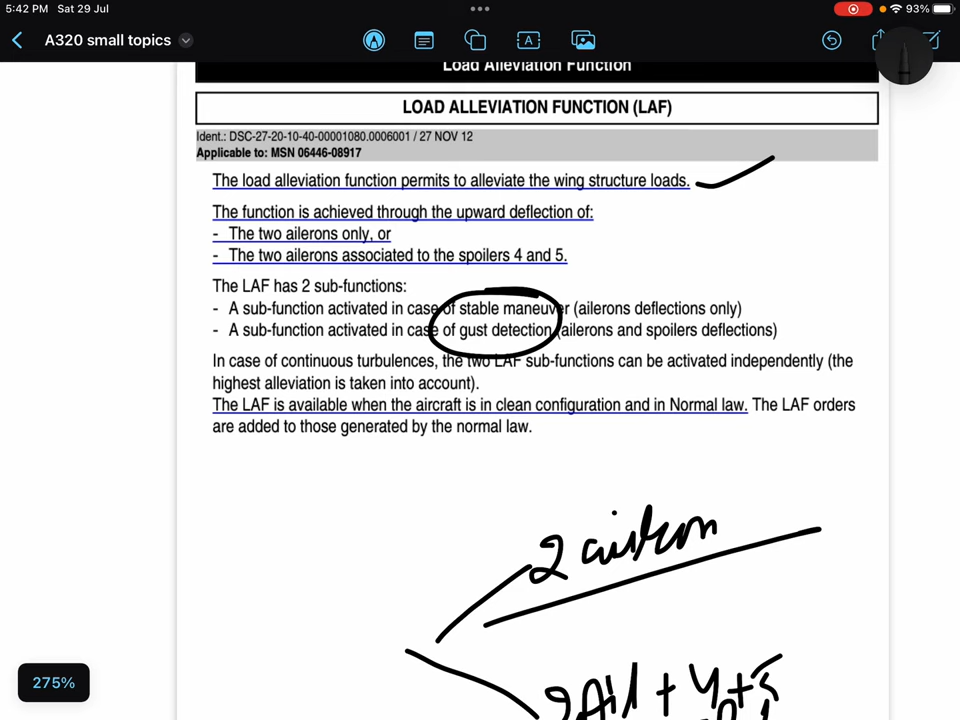 5:42 PM Sat 29 Jul
93%
A320 small topics
A
Load Alleviation Function
LOAD ALLEVIATION FUNCTION (LAF)
Ident.: DSC-27-20-10-40-00001080.0006001 / 27 NOV 12
Applicable to: MSN 06446-08917
The load alleviation function permits to alleviate the wing structure loads.
The function is achieved through the upward deflection of:
- The two ailerons only, or
- The two ailerons associated to the spoilers 4 and 5.
The LAF has 2 sub-functions:
- A sub-function activated in case of stable maneuver (ailerons deflections only)
- A sub-function activated in case of gust detection (ailerons and spoilers deflections)
In case of continuous turbulences, the two LAF sub-functions can be activated independently (the
highest alleviation is taken into account).
The LAF is available when the aircraft is in clean configuration and in Normal law. The LAF orders
are added to those generated by the normal law.
2
2 Ail + 4+5
275%